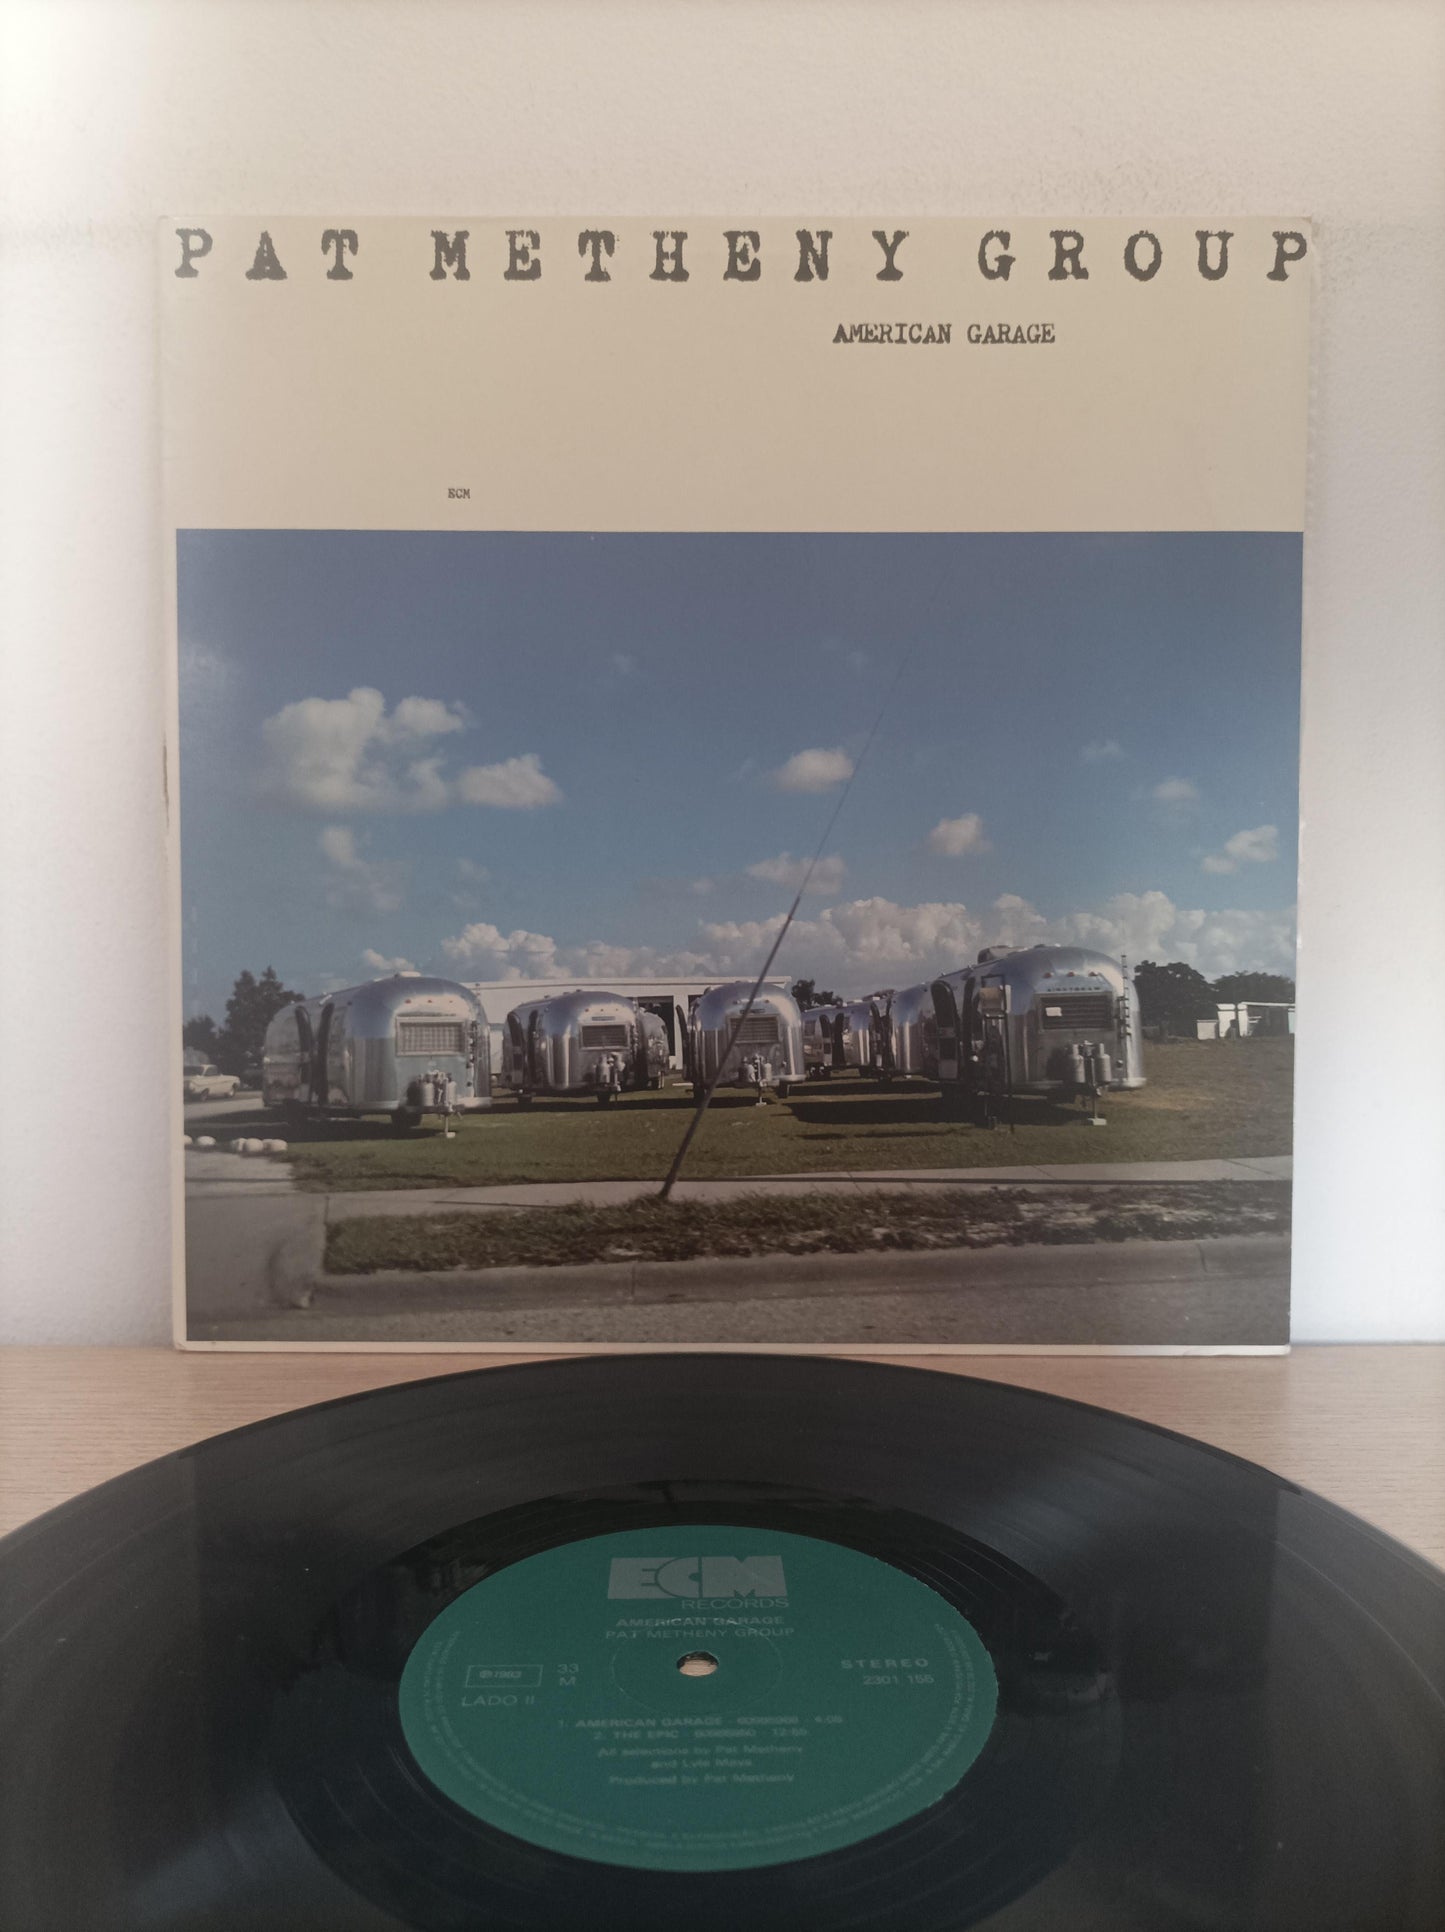 PAT METHENY GROUP
AMERICAN GARAGE
ECM
AIRSTREAM
ECM
RECORDS
AMERICAN GARAGE
PAT METHENY GROUP
33
M
STEREO
2301 156
LADO II
1. AMERICAN GARAGE
2. THE EPIC
All selections by Pat Metheny
and Lyle Mays
Produced by Pat Metheny